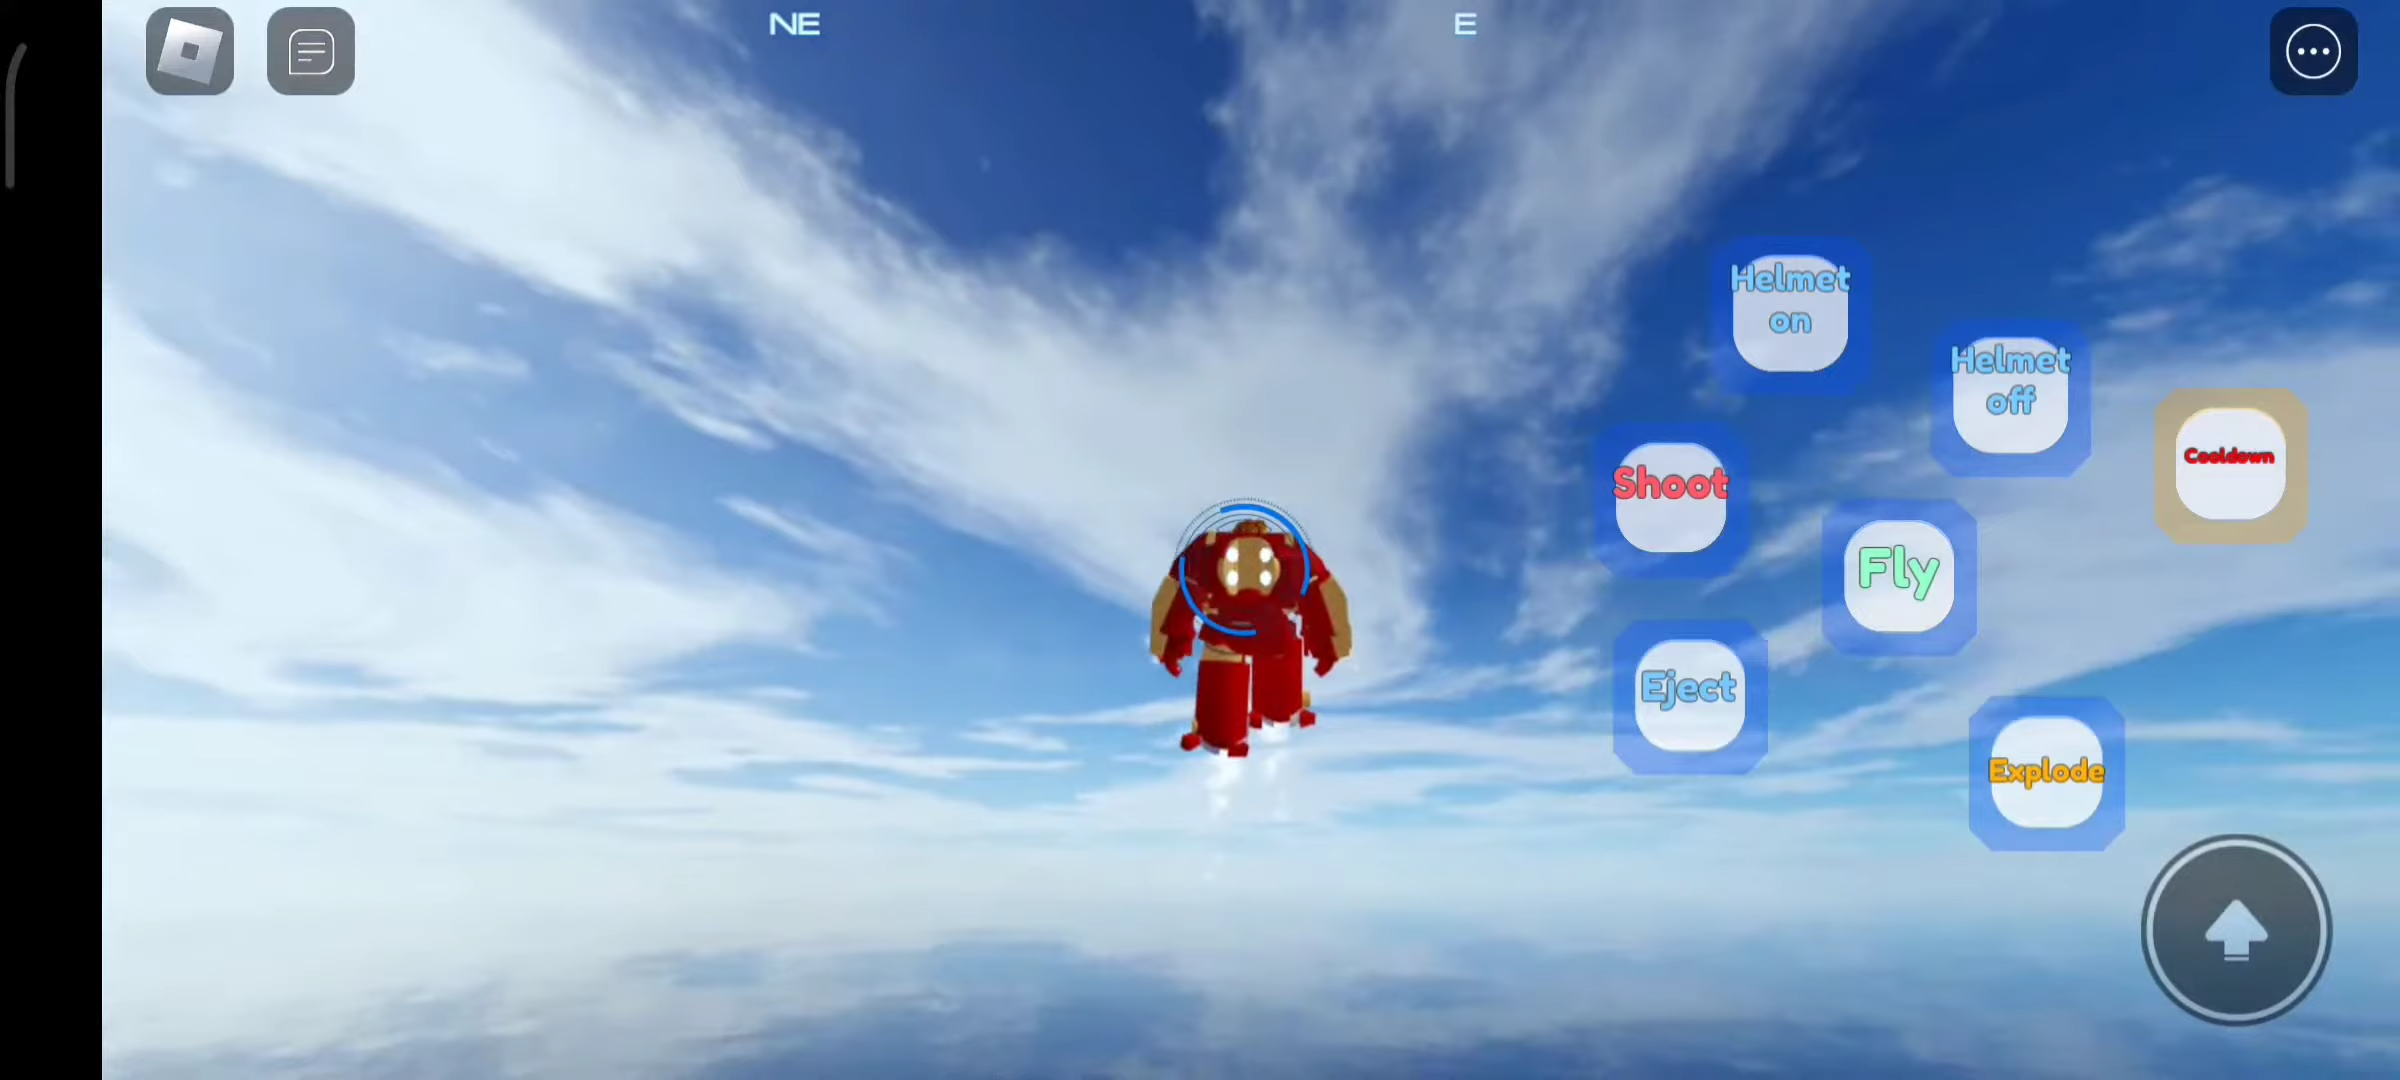 NE
E
Helmet
on
Helmet
off
Cooldown
Shoot
Fly
Eject
Explode